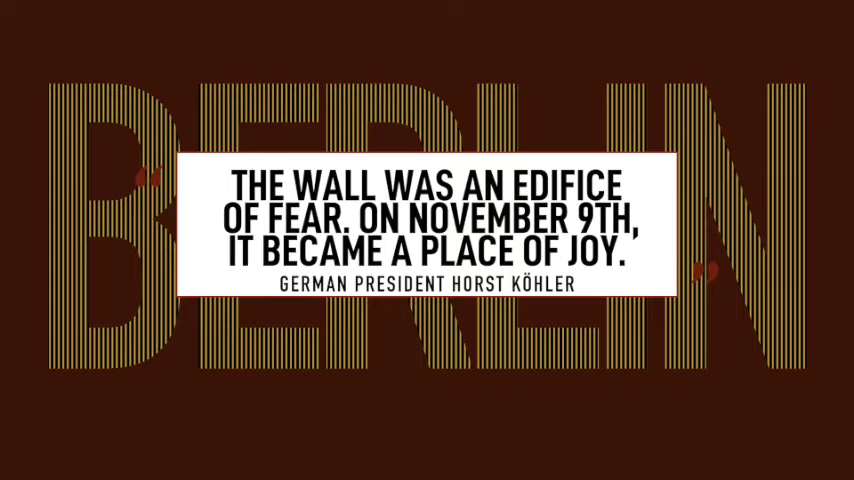 BERLIN
“
THE WALL WAS AN EDIFICE
OF FEAR. ON NOVEMBER 9TH,
IT BECAME A PLACE OF JOY.
”
GERMAN PRESIDENT HORST KÖHLER